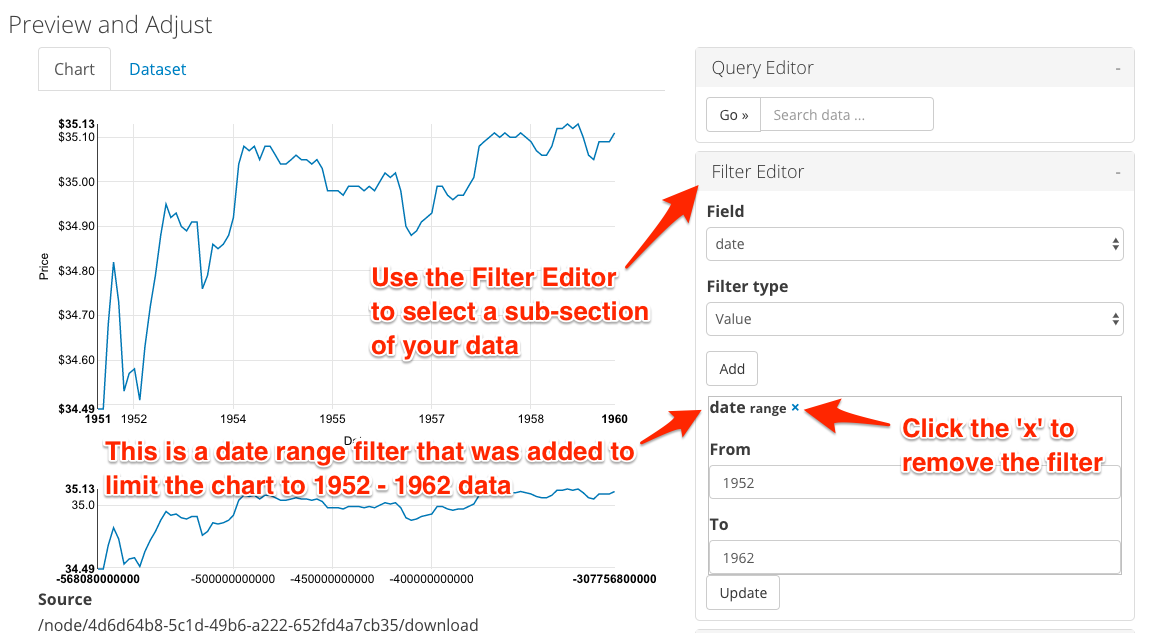 Preview and Adjust
Chart
Dataset
$35.13
$35.10
$35.00
$34.90
$34.80
$34.70
$34.60
$34.49
Price
1951
1952
1954
1955
1957
1958
1960
Use the Filter Editor
to select a sub-section
of your data
This is a date range filter that was added to
limit the chart to 1952 - 1962 data
35.13
35.0
34.49
-568080000000
-500000000000
-450000000000
-400000000000
-307756800000
Source
/node/4d6d64b8-5c1d-49b6-a222-652fd4a7cb35/download
Query Editor
-
Go »
Search data ...
Filter Editor
-
Field
date
Filter type
Value
Add
date range ×
Click the 'x' to
remove the filter
From
1952
To
1962
Update